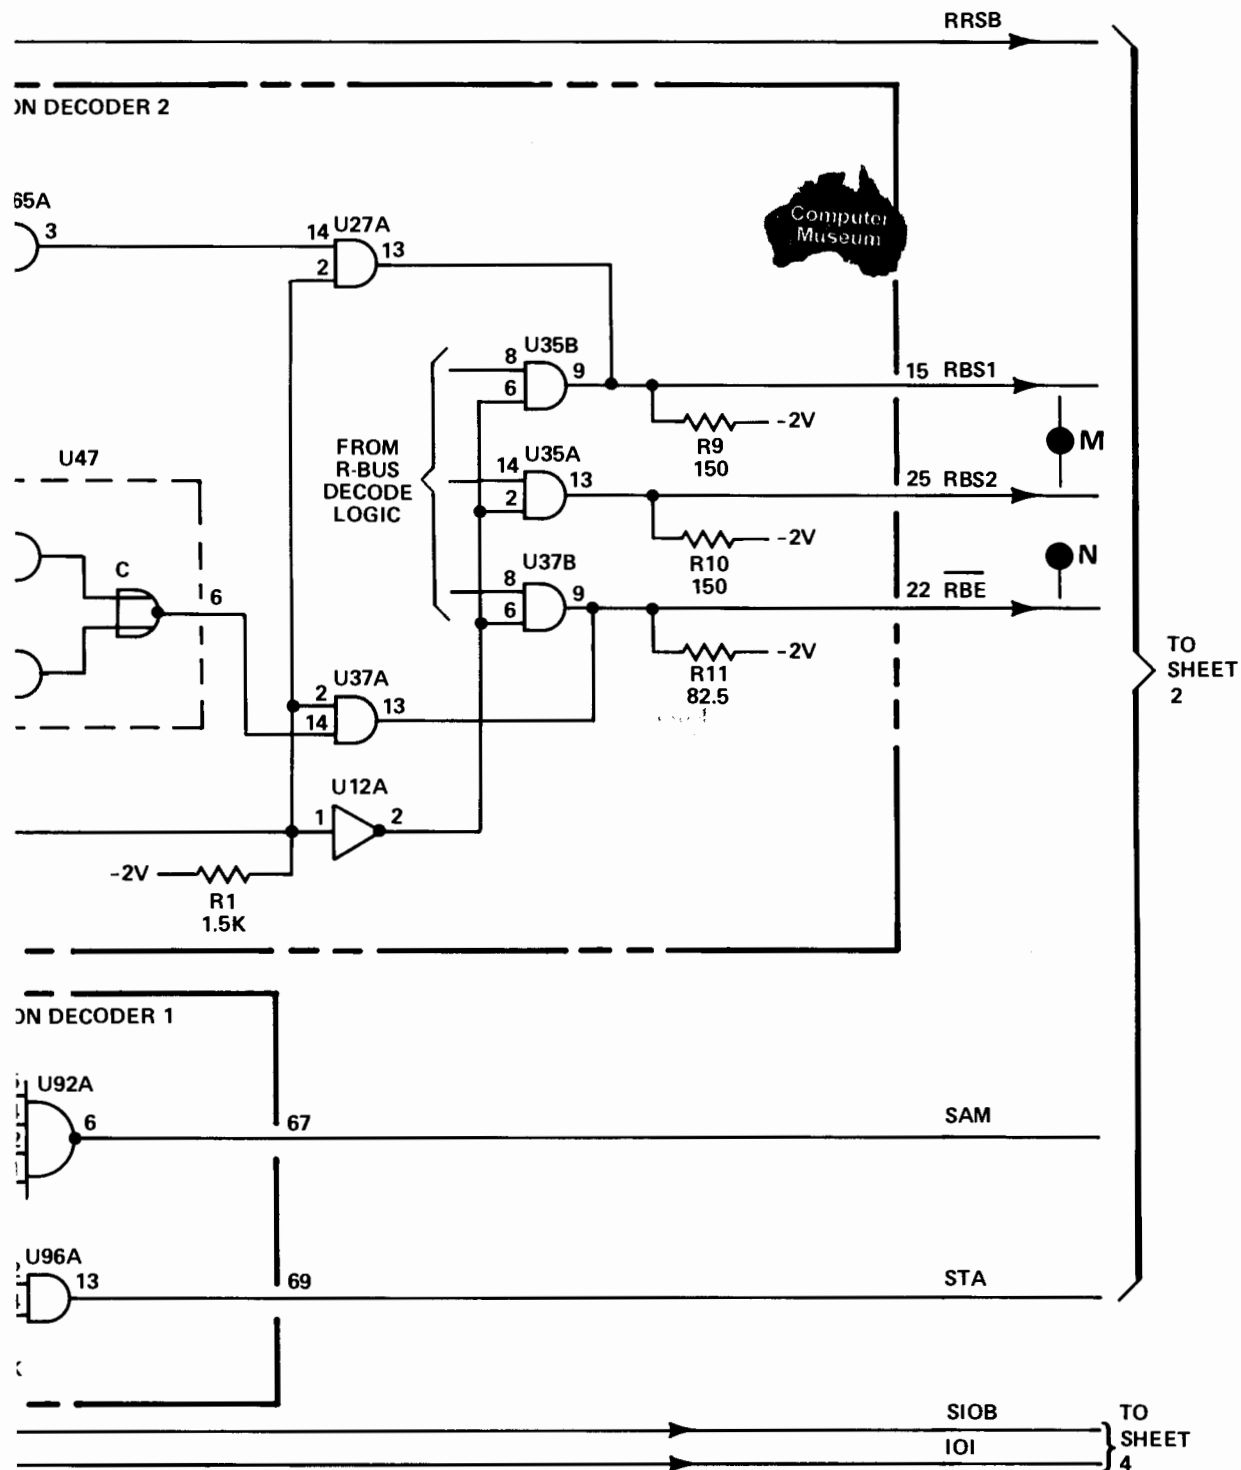 RRSB
ON DECODER 2
65A
3
14
U27A
13
2
Computer
Museum
U35B
8
9
6
15 RBS1
-2V
R9
150
M
FROM
R-BUS
DECODE
LOGIC
U47
U35A
14
13
2
25 RBS2
-2V
R10
150
N
C
6
U37B
8
9
6
22 RBE
-2V
R11
82.5
TO
SHEET
2
U37A
2
13
14
U12A
1
2
-2V
R1
1.5K
ON DECODER 1
U92A
6
67
SAM
U96A
13
69
STA
SIOB
IOI
TO
SHEET
4